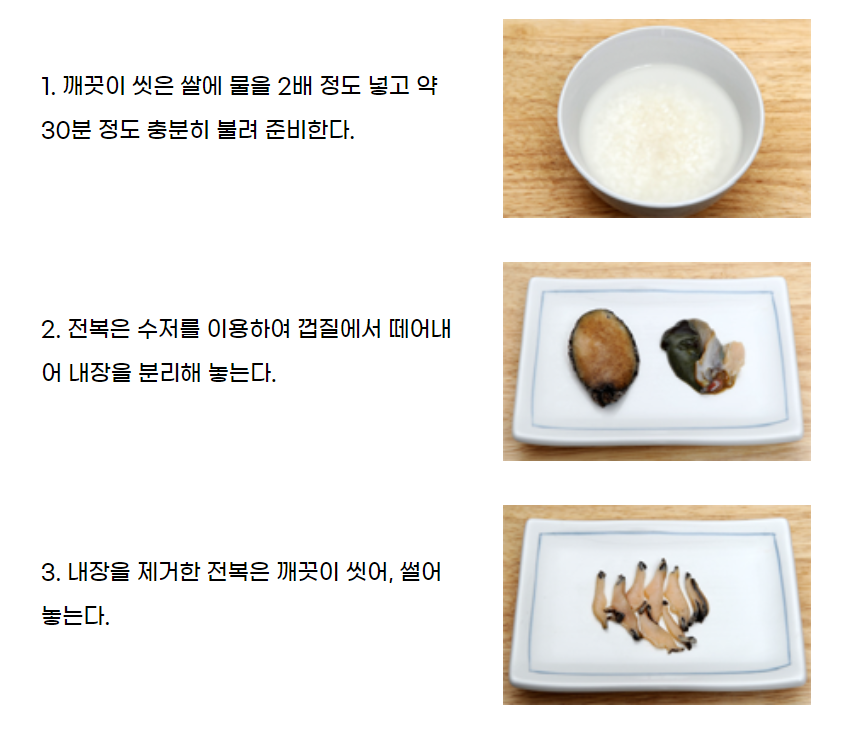 1. 깨끗이 씻은 쌀에 물을 2배 정도 넣고 약
30분 정도 충분히 불려 준비한다.
2. 전복은 수저를 이용하여 껍질에서 떼어내
어 내장을 분리해 놓는다.
3. 내장을 제거한 전복은 깨끗이 씻어, 썰어
놓는다.